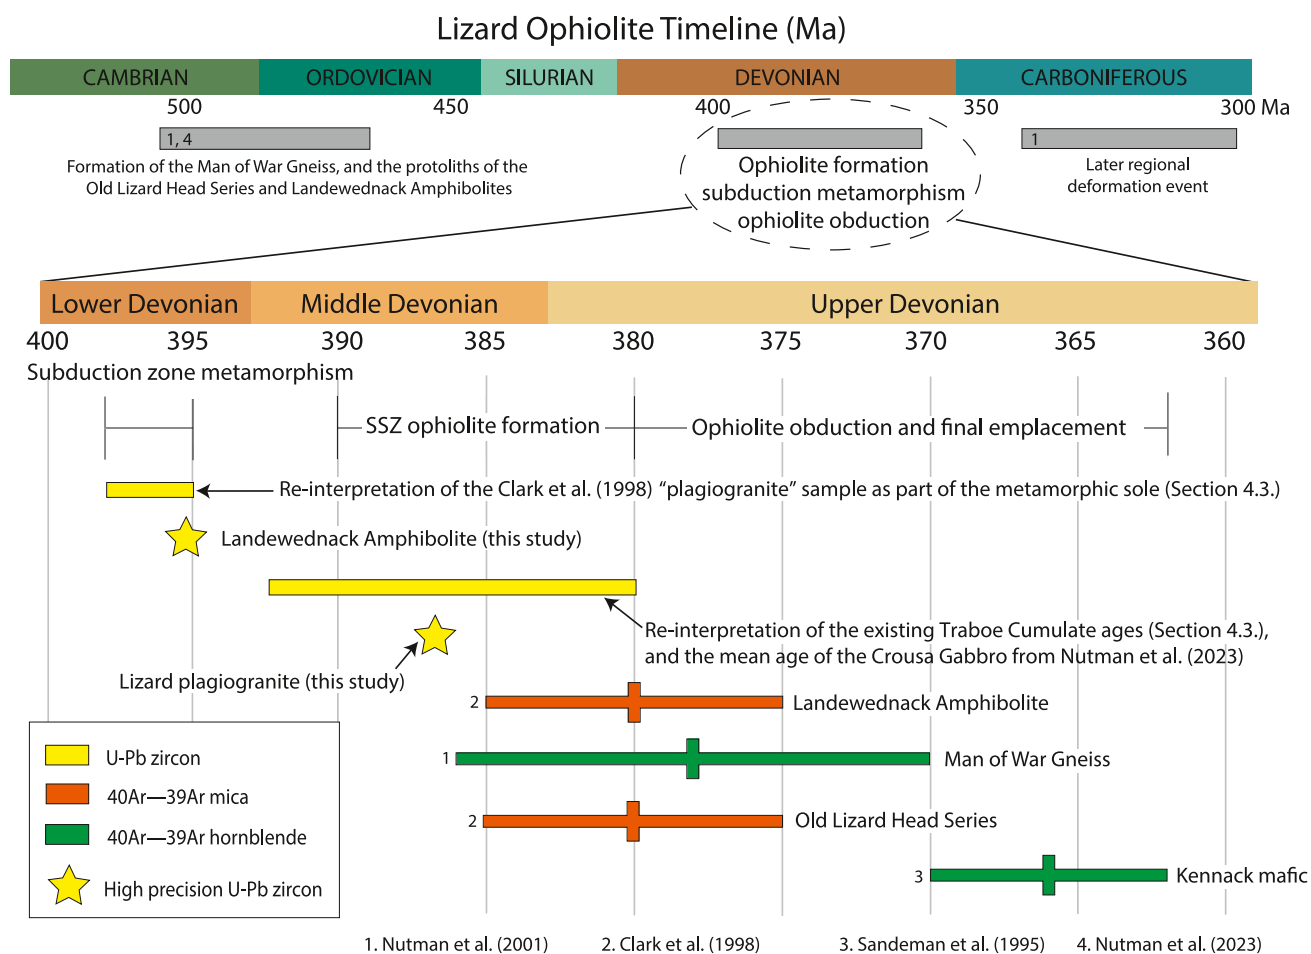 Lizard Ophiolite Timeline (Ma)
CAMBRIAN ORDOVICIAN SILURIAN DEVONIAN CARBONIFEROUS
500 450 400 350 300 Ma
1, 4
Formation of the Man of War Gneiss, and the protoliths of the
Old Lizard Head Series and Landewednack Amphibolites
Ophiolite formation
subduction metamorphism
ophiolite obduction
1
Later regional
deformation event
Lower Devonian Middle Devonian Upper Devonian
400 395 390 385 380 375 370 365 360
Subduction zone metamorphism
SSZ ophiolite formation
Ophiolite obduction and final emplacement
Re-interpretation of the Clark et al. (1998) “plagiogranite” sample as part of the metamorphic sole (Section 4.3.)
Landewednack Amphibolite (this study)
Re-interpretation of the existing Traboe Cumulate ages (Section 4.3.),
and the mean age of the Crousa Gabbro from Nutman et al. (2023)
Lizard plagiogranite (this study)
2 Landewednack Amphibolite
1 Man of War Gneiss
2 Old Lizard Head Series
3 Kennack mafic
U-Pb zircon
40Ar—39Ar mica
40Ar—39Ar hornblende
High precision U-Pb zircon
1. Nutman et al. (2001) 2. Clark et al. (1998) 3. Sandeman et al. (1995) 4. Nutman et al. (2023)